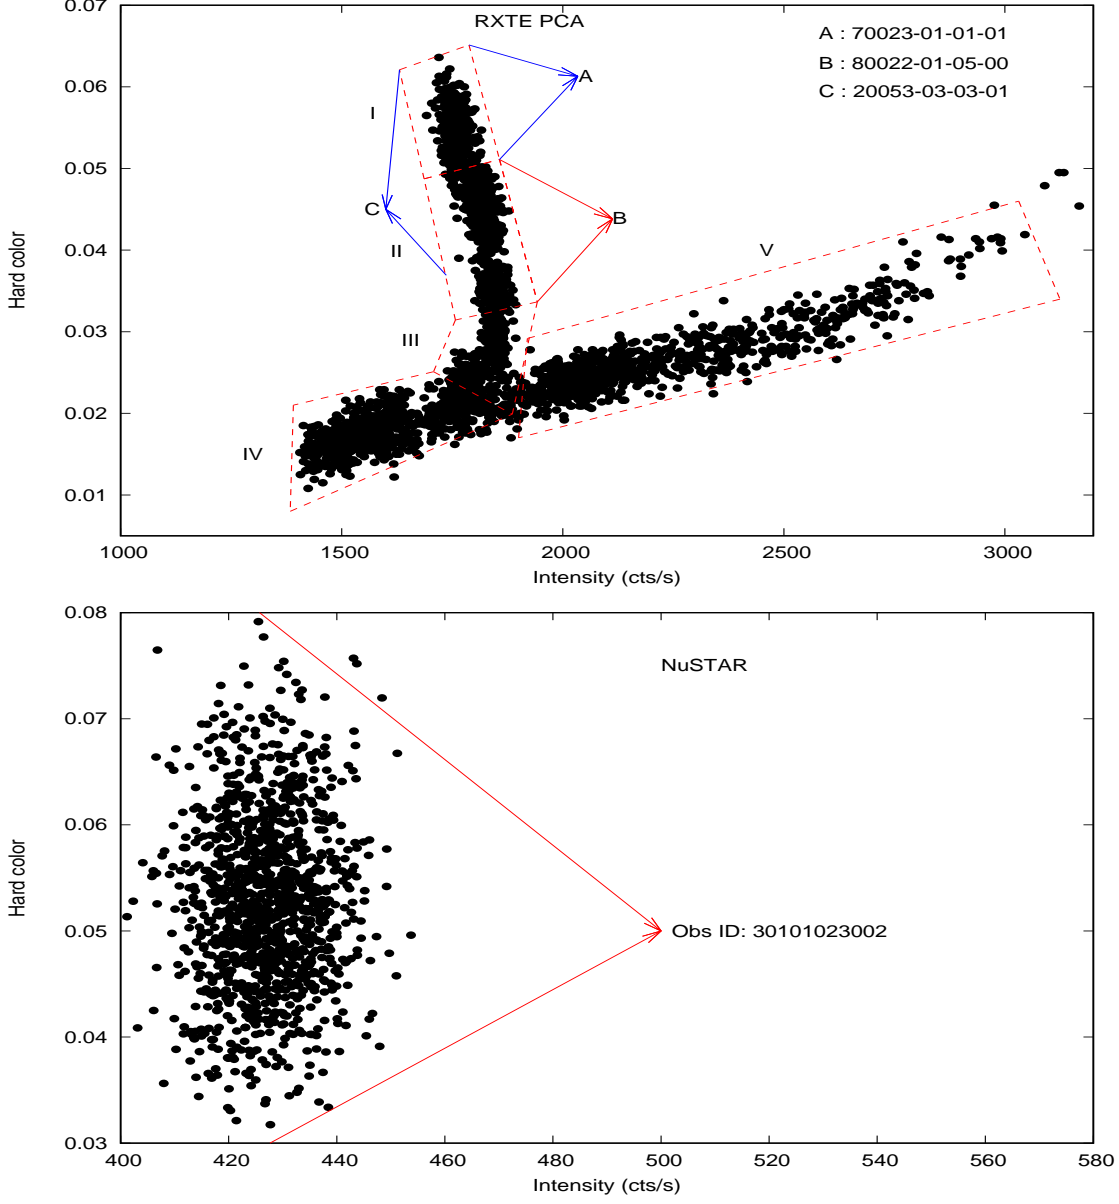 0.07
RXTE PCA
A : 70023-01-01-01
B : 80022-01-05-00
C : 20053-03-03-01
0.06
A
I
0.05
C
B
II
V
0.04
Hard color
0.03
III
0.02
IV
0.01
1000 1500 2000 2500 3000
Intensity (cts/s)
0.08
NuSTAR
0.07
0.06
Hard color
0.05
Obs ID: 30101023002
0.04
0.03
400 420 440 460 480 500 520 540 560 580
Intensity (cts/s)